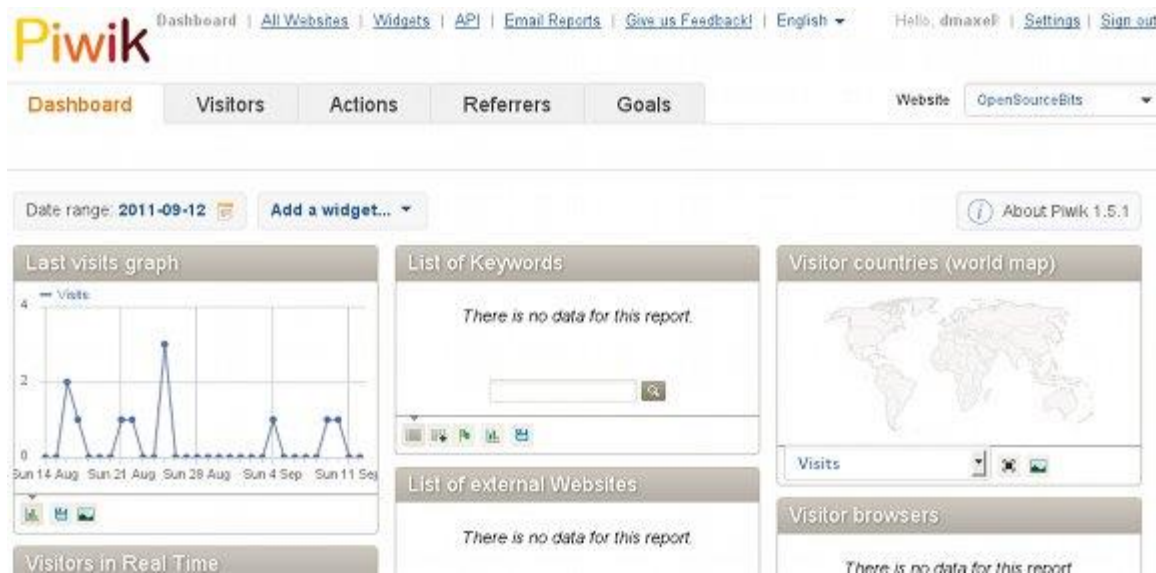 Piwik
Dashboard | All Websites | Widgets | API | Email Reports | Give us Feedback! | English
Hello, dmaxell | Settings | Sign out
Dashboard Visitors Actions Referrers Goals
Website OpenSourceBits
Date range: 2011-09-12
Add a widget...
About Piwik 1.5.1
Last visits graph
Visits
4
2
0
Sun 14 Aug Sun 21 Aug Sun 28 Aug Sun 4 Sep Sun 11 Sep
Visitors in Real Time
List of Keywords
There is no data for this report.
List of external Websites
There is no data for this report.
Visitor countries (world map)
Visits
Visitor browsers
There is no data for this report.